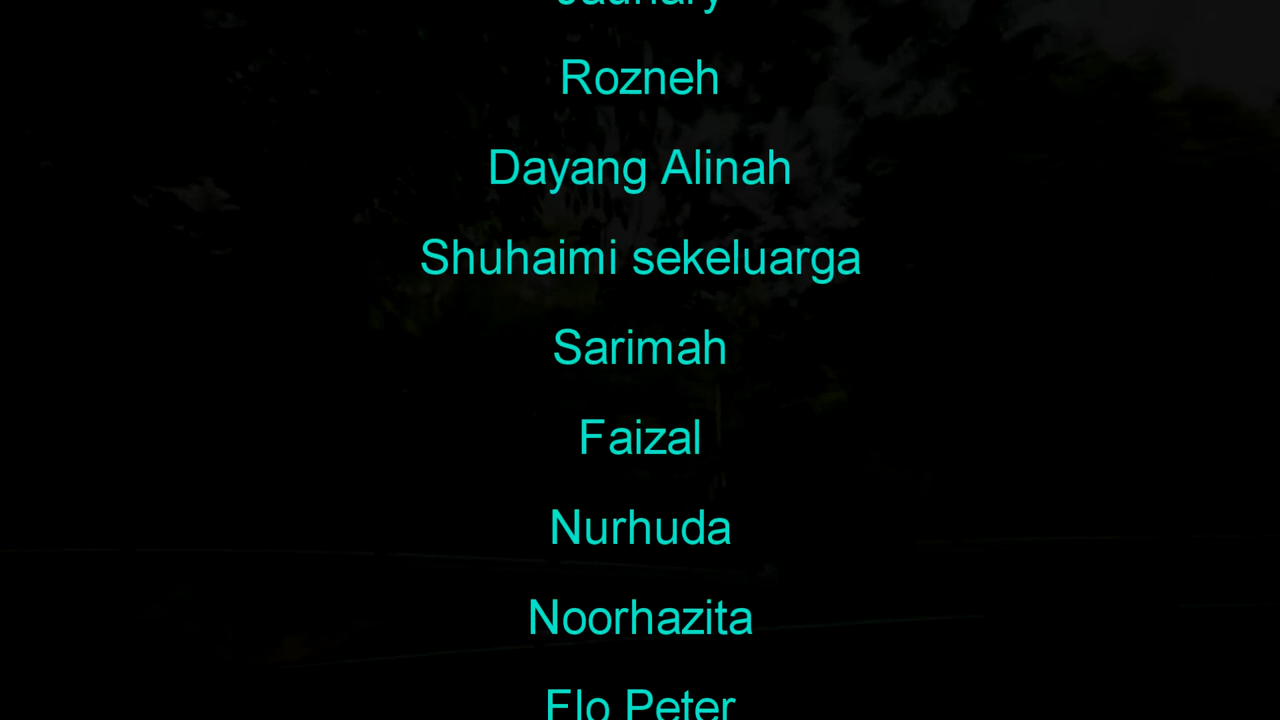 Rozneh
Dayang Alinah
Shuhaimi sekeluarga
Sarimah
Faizal
Nurhuda
Noorhazita
Flo Peter